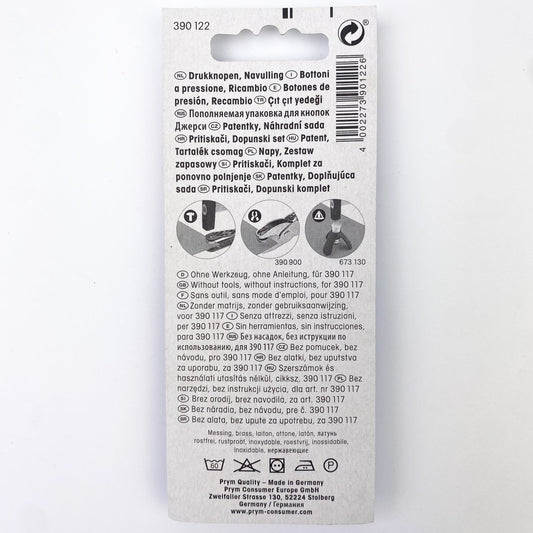 390 122
4 002273 901226
NL Drukknopen, Navulling I Bottoni
a pressione, Ricambio E Botones de
presión, Recambio TR Çıt çıt yedeği
RUS Пополняемая упаковка для кнопок
Джерси CZ Patentky, Náhradní sada
HR Pritiskači, Dopunski set HU Patent,
Tartalék csomag PL Napy, Zestaw
zapasowy SI Pritiskači, Komplet za
ponovno polnjenje SK Patentky, Doplňujúca
sada SR Pritiskači, Dopunski komplet
390 900
673 130
D Ohne Werkzeug, ohne Anleitung, für 390 117
GB Without tools, without instructions, for 390 117
F Sans outil, sans mode d'emploi, pour 390 117
NL Zonder matrijs, zonder gebruiksaanwijzing,
voor 390 117 I Senza attrezzi, senza istruzioni,
per 390 117 E Sin herramientas, sin instrucciones,
para 390 117 RUS Без насадок, без иструкции по
использованию, для 390 117 CZ Bez pomucek, bez
návodu, pro 390 117 HR Bez alatki, bez uputstva
za uporabu, za 390 117 HU Szerszámok és
használati utasítás nélkül, cikksz. 390 117 PL Bez
narzędzi, bez instrukcji użycia, dla art. nr 390 117
SI Brez orodij, brez navodila, za art. 390 117
SK Bez náradia, bez návodu, pre č. 390 117
SR Bez alata, bez upute za upotrebu, za 390 117
Messing, brass, laiton, ottone, latón, латунь
rostfrei, rustproof, inoxydable, roestvrij, inossidabile,
inoxidable, нержавеющие
60
P
Prym Quality – Made in Germany
Prym Consumer Europe GmbH
Zweifaller Strasse 130, 52224 Stolberg
Germany / Германия
www.prym-consumer.com